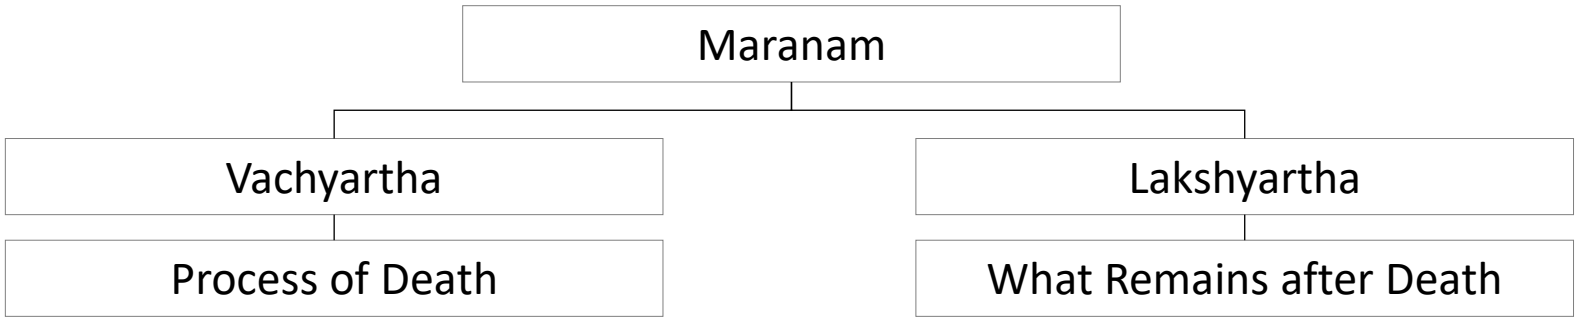 Maranam
Vachyartha
Lakshyartha
Process of Death
What Remains after Death